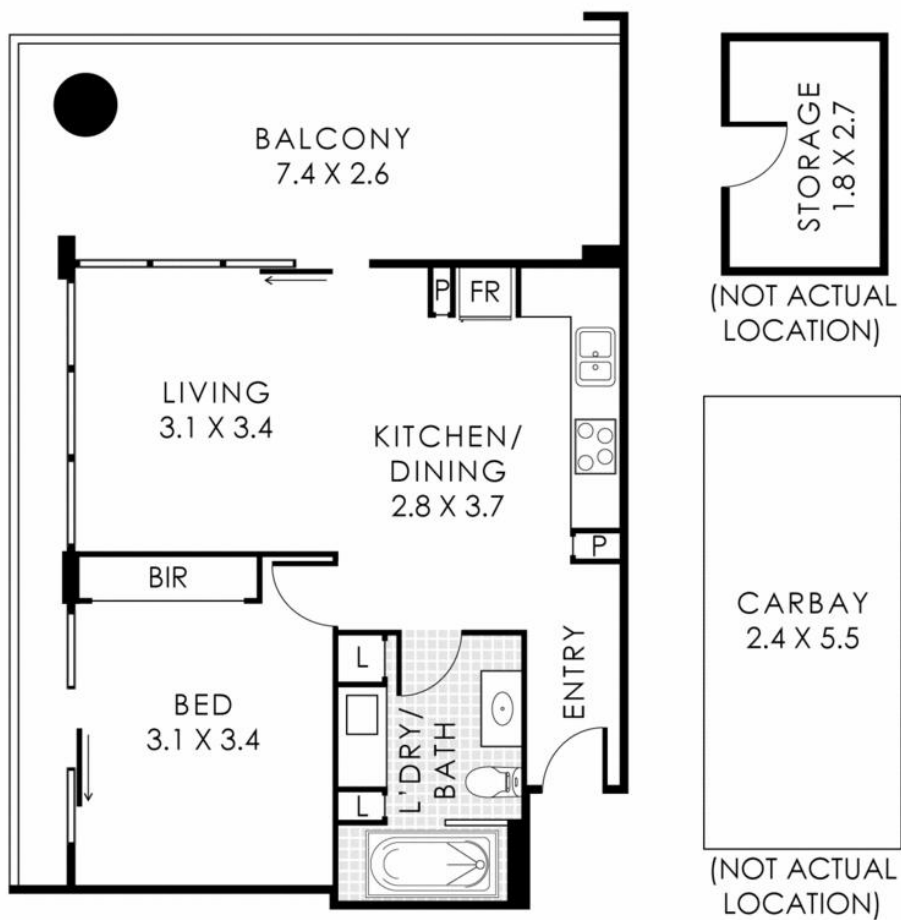 BALCONY
7.4 X 2.6
STORAGE
1.8 X 2.7
(NOT ACTUAL
LOCATION)
P
FR
LIVING
3.1 X 3.4
KITCHEN/
DINING
2.8 X 3.7
P
BIR
CARBAY
2.4 X 5.5
L
ENTRY
BED
3.1 X 3.4
L'DRY/
BATH
L
(NOT ACTUAL
LOCATION)